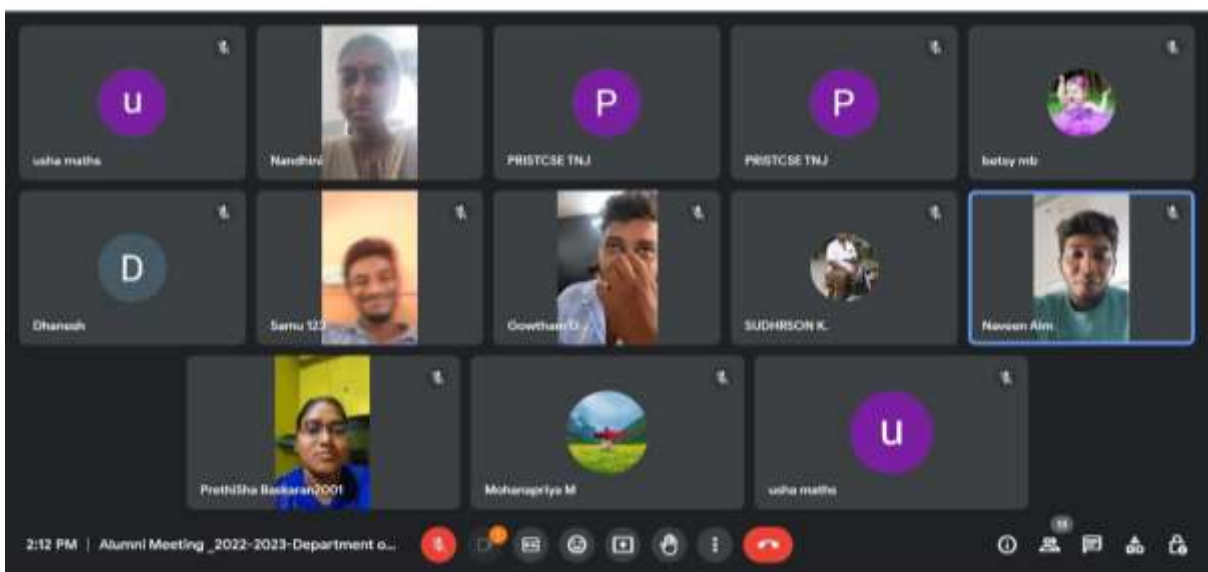 u
usha maths
Nandhini
P
PRISTCSE TNJ
P
PRISTCSE TNJ
betsy mb
D
Dhanesh
Samu 123
Gowtham
SUDHRSON K.
Naveen Alm
PrethiSha Baskaran2001
Mohanapriya M
u
usha maths
2:12 PM | Alumni Meeting _2022-2023-Department o...